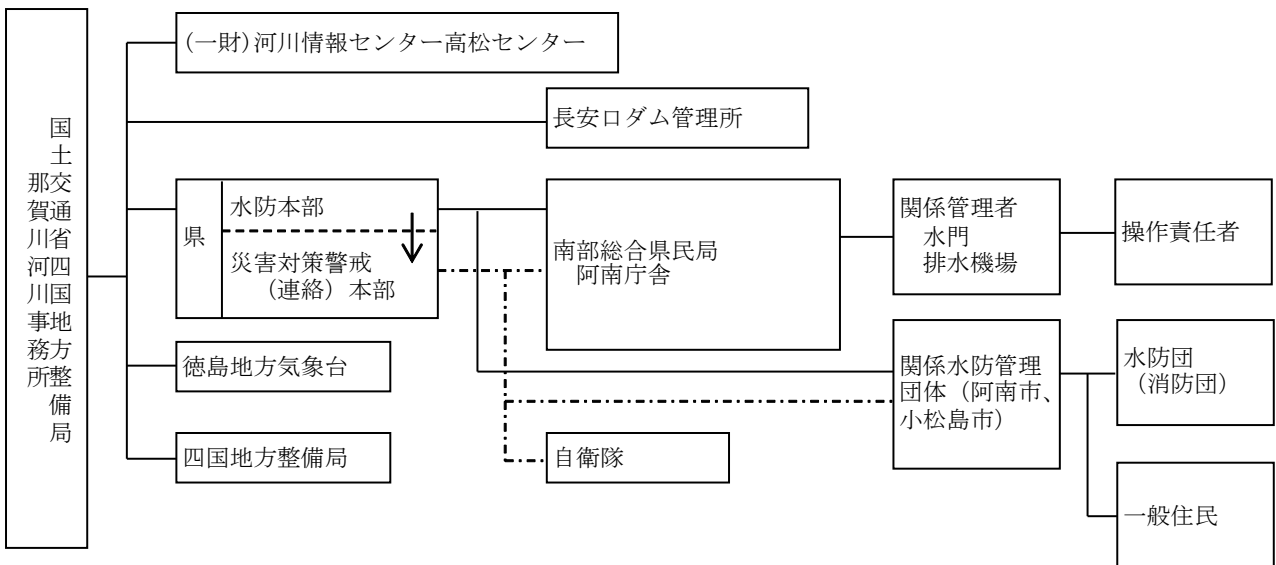 国土交通省四国地方整備局
那賀川河川事務所
(一財)河川情報センター高松センター
長安口ダム管理所
県
水防本部
災害対策警戒
（連絡）本部
南部総合県民局
阿南庁舎
関係管理者
水門
排水機場
操作責任者
徳島地方気象台
関係水防管理
団体（阿南市、
小松島市）
水防団
（消防団）
四国地方整備局
自衛隊
一般住民